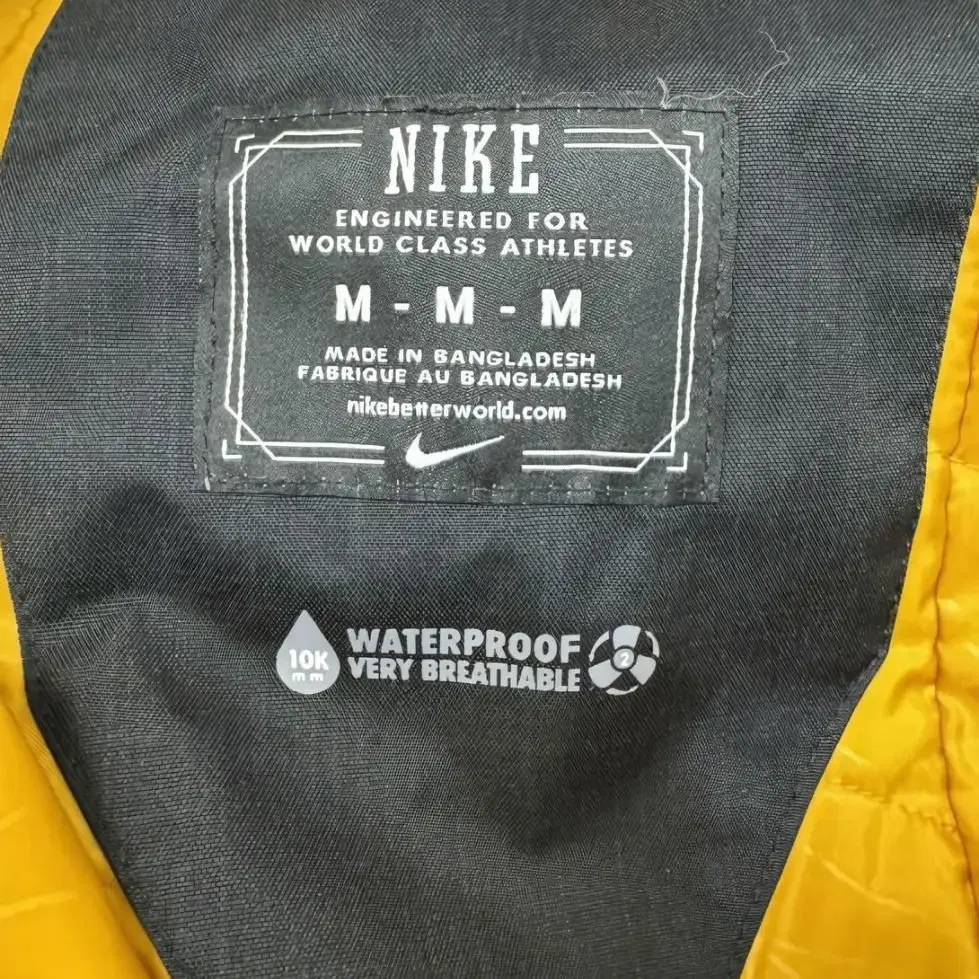 NIKE
ENGINEERED FOR
WORLD CLASS ATHLETES
M - M - M
MADE IN BANGLADESH
FABRIQUE AU BANGLADESH
nikebetterworld.com
10K
mm
WATERPROOF
VERY BREATHABLE
2